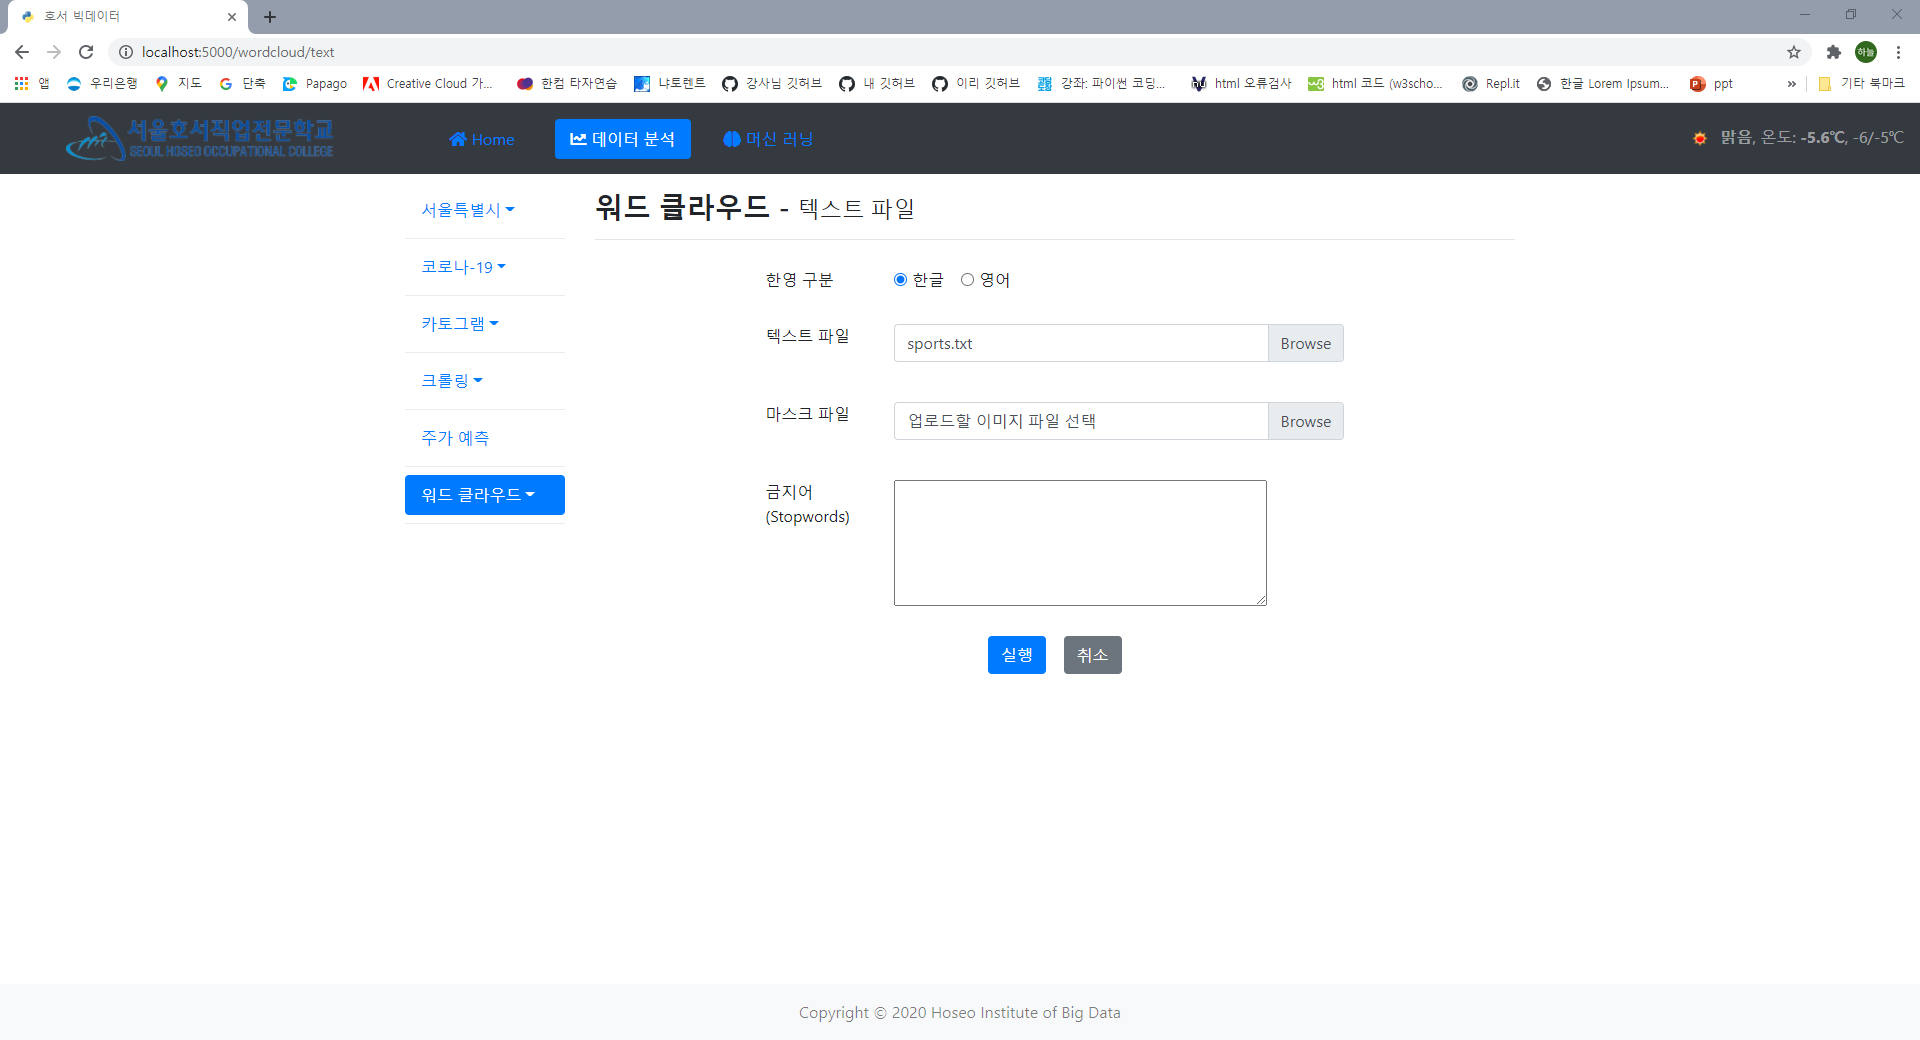 호서 빅데이터
localhost:5000/wordcloud/text
하늘
앱 우리은행 지도 단축 Papago Creative Cloud 가... 한컴 타자연습 냐토렌트 강사님 깃허브 내 깃허브 이리 깃허브 강좌: 파이썬 코딩... html 오류검사 html 코드 (w3scho... Repl.it 한글 Lorem Ipsum... ppt » 기타 북마크
서울호서직업전문학교
SEOUL HOSEO OCCUPATIONAL COLLEGE
Home 데이터 분석 머신 러닝 맑음, 온도: -5.6℃, -6/-5℃
서울특별시
코로나-19
카토그램
크롤링
주가 예측
워드 클라우드
워드 클라우드 - 텍스트 파일
한영 구분 한글 영어
텍스트 파일 sports.txt Browse
마스크 파일 업로드할 이미지 파일 선택 Browse
금지어
(Stopwords)
실행 취소
Copyright © 2020 Hoseo Institute of Big Data